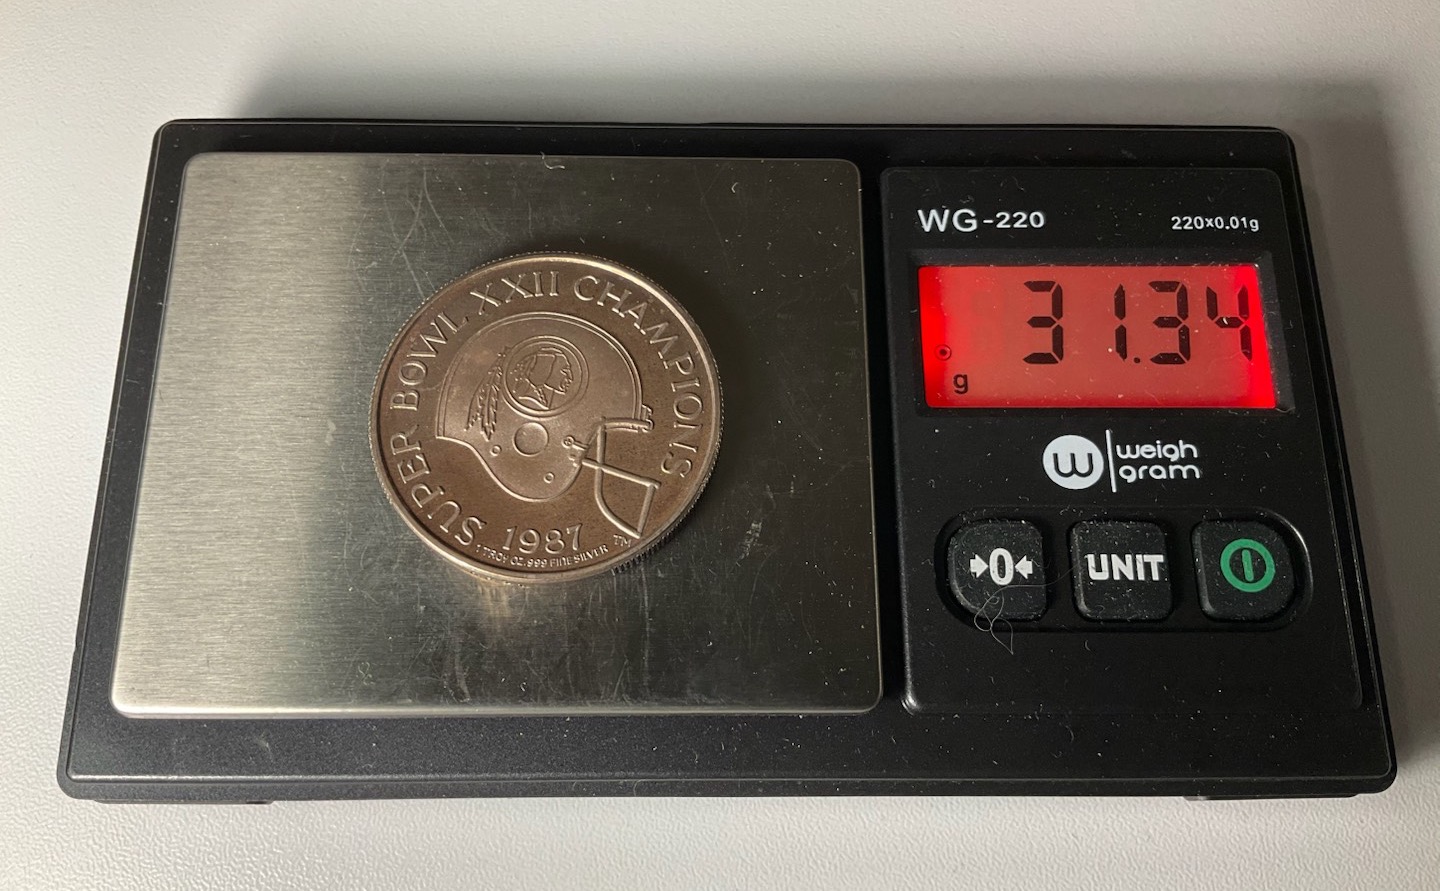 SUPER BOWL XXII CHAMPIONS
1987
TM
1 TROY OZ. .999 FINE SILVER
WG-220
220x0.01g
31.34
g
w
weigh
gram
→0←
UNIT